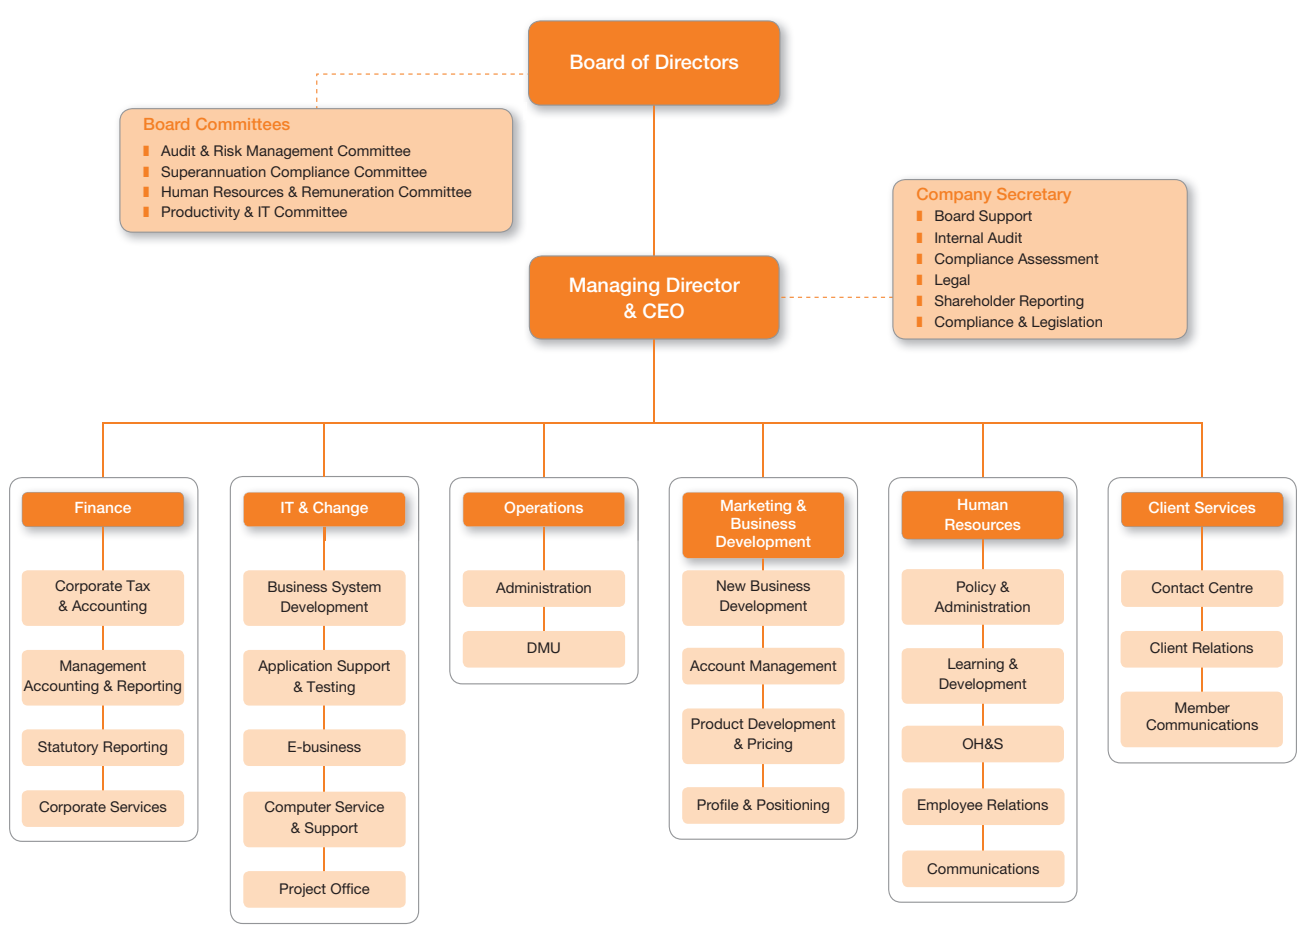 Board of Directors
Board Committees
Audit & Risk Management Committee
Superannuation Compliance Committee
Human Resources & Remuneration Committee
Productivity & IT Committee
Company Secretary
Board Support
Internal Audit
Compliance Assessment
Legal
Shareholder Reporting
Compliance & Legislation
Managing Director
& CEO
Finance
Corporate Tax
& Accounting
Management
Accounting & Reporting
Statutory Reporting
Corporate Services
IT & Change
Business System
Development
Application Support
& Testing
E-business
Computer Service
& Support
Project Office
Operations
Administration
DMU
Marketing &
Business
Development
New Business
Development
Account Management
Product Development
& Pricing
Profile & Positioning
Human
Resources
Policy &
Administration
Learning &
Development
OH&S
Employee Relations
Communications
Client Services
Contact Centre
Client Relations
Member
Communications